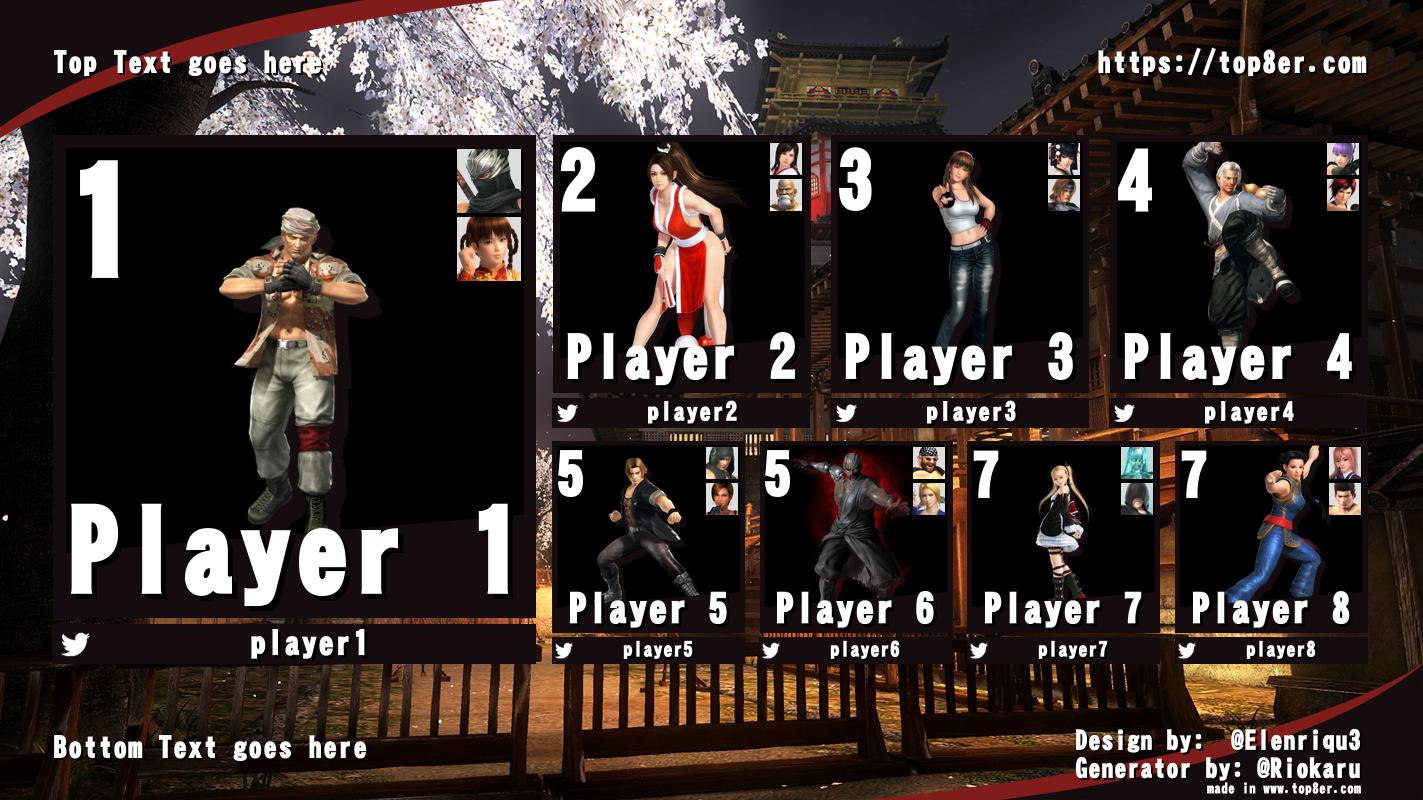 Top Text goes here
https://top8er.com
1
Player 1
player1
2
Player 2
player2
3
Player 3
player3
4
Player 4
player4
5
Player 5
player5
5
Player 6
player6
7
Player 7
player7
7
Player 8
player8
Bottom Text goes here
Design by: @Elenriqu3
Generator by: @Riokaru
made in www.top8er.com